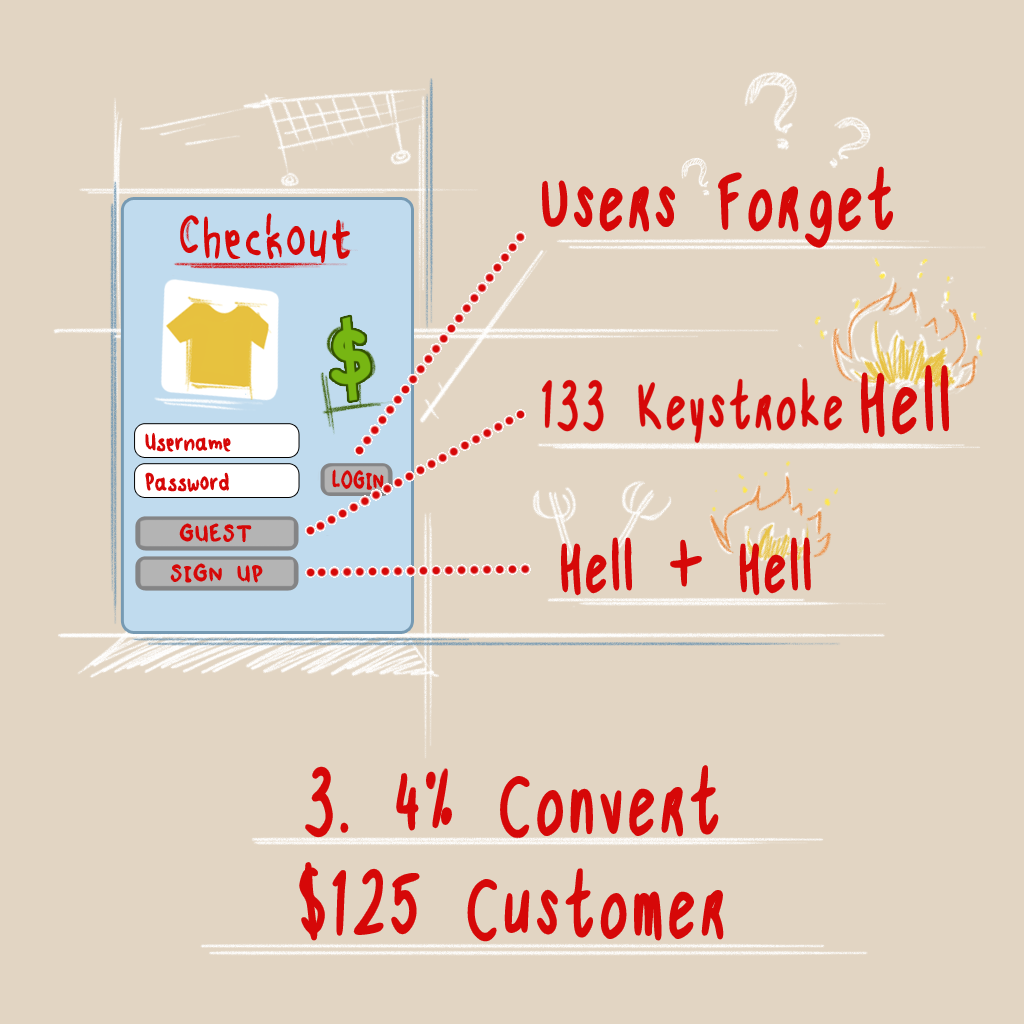 Checkout
$
Username
Password
LOGIN
GUEST
SIGN UP
? ? ?
Users Forget
133 Keystroke Hell
Hell + Hell
3. 4% Convert
$125 Customer